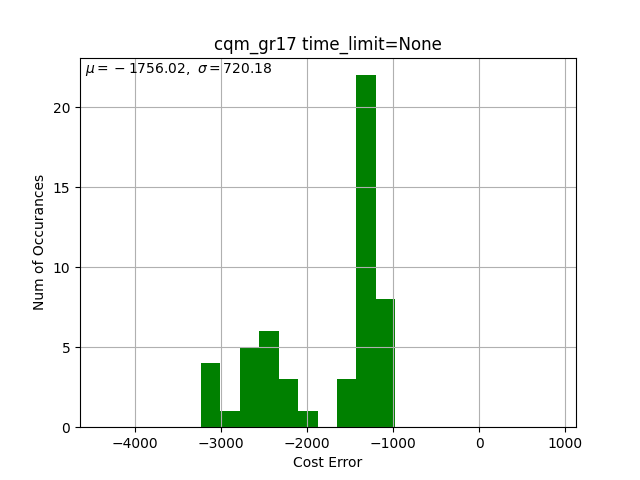 cqm_gr17 time_limit=None
μ = − 1756.02, σ = 720.18
20
15
10
5
0
Num of Occurances
−4000 −3000 −2000 −1000 0 1000
Cost Error